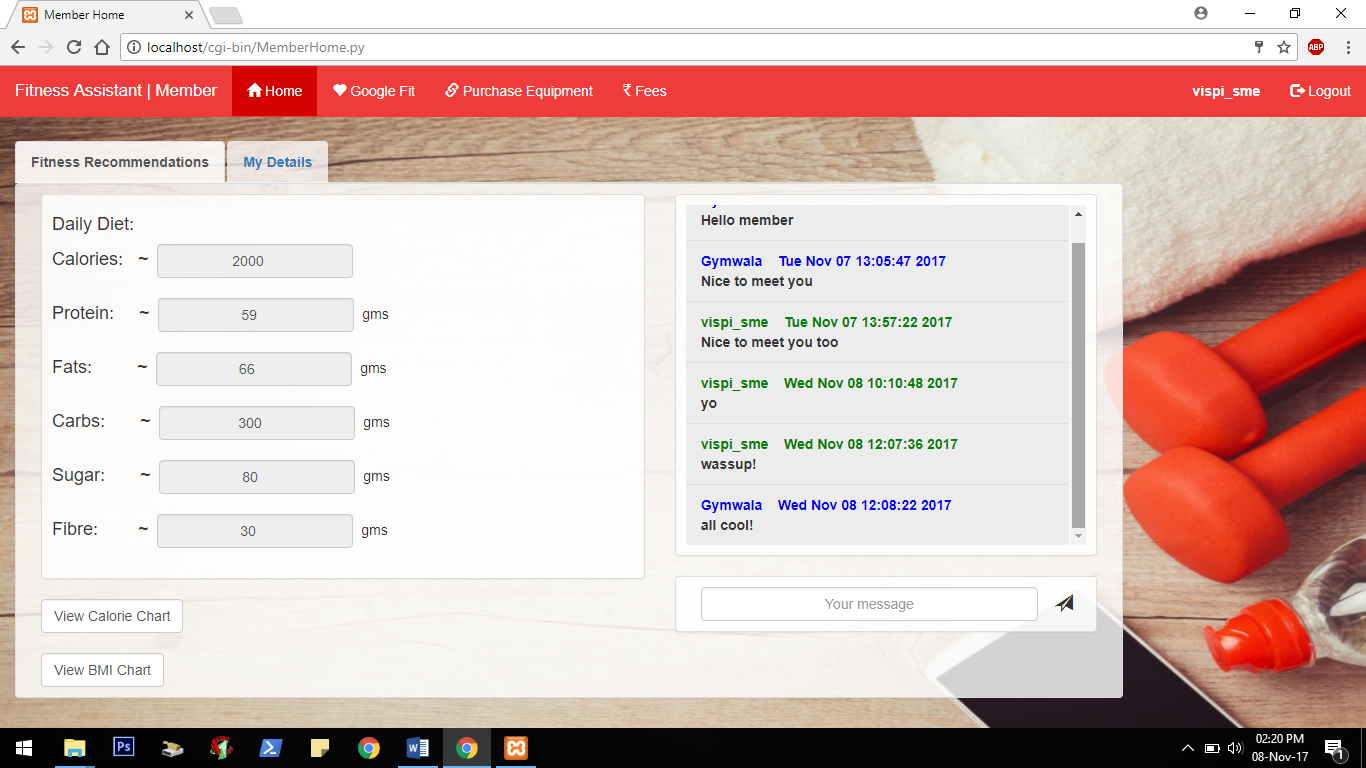 Member Home
localhost/cgi-bin/MemberHome.py
ABP
Fitness Assistant | Member Home Google Fit Purchase Equipment ₹ Fees vispi_sme Logout
Fitness Recommendations My Details
Daily Diet:
Calories: ~ 2000
Protein: ~ 59 gms
Fats: ~ 66 gms
Carbs: ~ 300 gms
Sugar: ~ 80 gms
Fibre: ~ 30 gms
View Calorie Chart
View BMI Chart
Hello member
Gymwala Tue Nov 07 13:05:47 2017
Nice to meet you
vispi_sme Tue Nov 07 13:57:22 2017
Nice to meet you too
vispi_sme Wed Nov 08 10:10:48 2017
yo
vispi_sme Wed Nov 08 12:07:36 2017
wassup!
Gymwala Wed Nov 08 12:08:22 2017
all cool!
Your message
Ps
W
02:20 PM
08-Nov-17
1